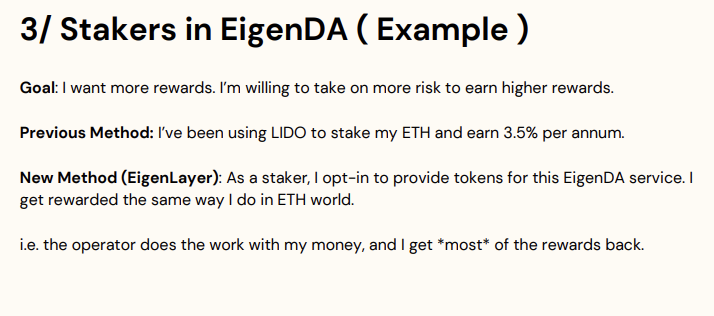 3/ Stakers in EigenDA ( Example )
Goal: I want more rewards. I’m willing to take on more risk to earn higher rewards.
Previous Method: I’ve been using LIDO to stake my ETH and earn 3.5% per annum.
New Method (EigenLayer): As a staker, I opt-in to provide tokens for this EigenDA service. I
get rewarded the same way I do in ETH world.
i.e. the operator does the work with my money, and I get *most* of the rewards back.